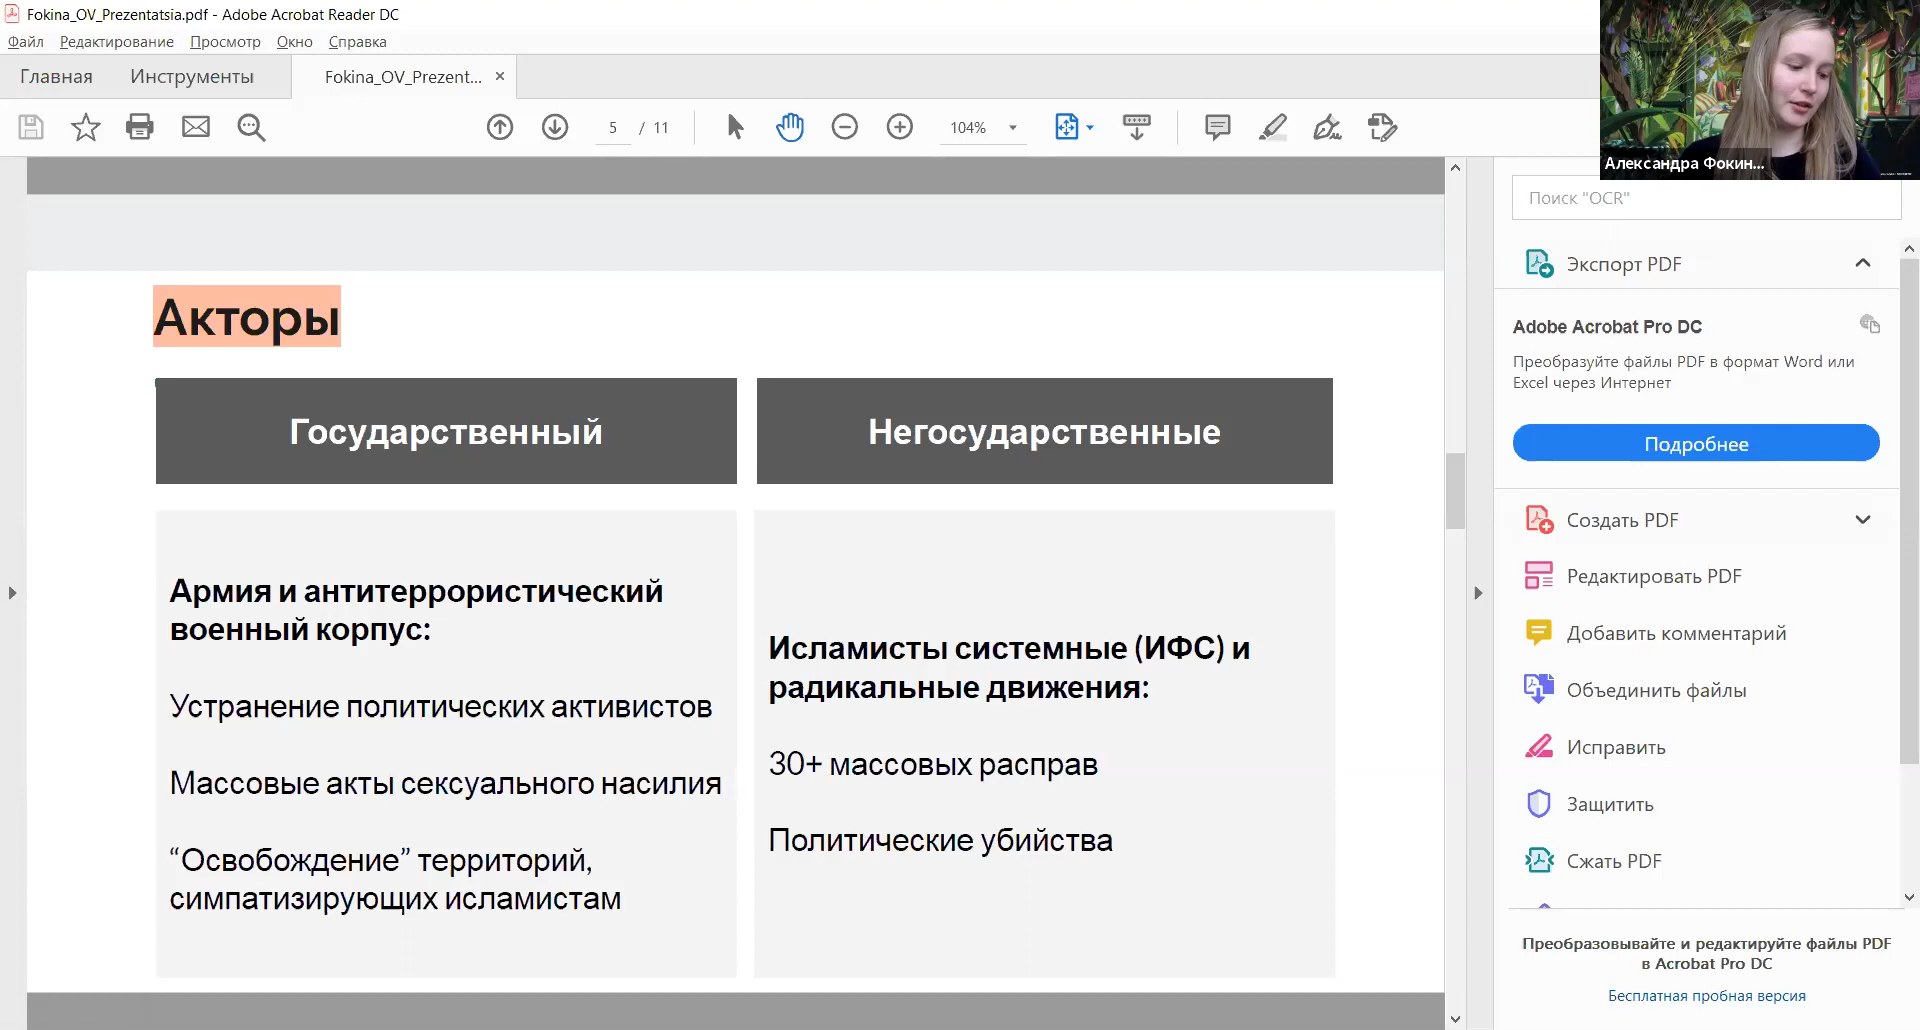 Fokina_OV_Prezentatsia.pdf - Adobe Acrobat Reader DC
Файл Редактирование Просмотр Окно Справка
Главная Инструменты Fokina_OV_Prezent... ×
5 / 11 104%
Александра Фокин...
Поиск "OCR"
Экспорт PDF
Adobe Acrobat Pro DC
Преобразуйте файлы PDF в формат Word или
Excel через Интернет
Подробнее
Создать PDF
Редактировать PDF
Добавить комментарий
Объединить файлы
Исправить
Защитить
Сжать PDF
Преобразовывайте и редактируйте файлы PDF
в Acrobat Pro DC
Бесплатная пробная версия
Акторы
Государственный
Негосударственные
Армия и антитеррористический
военный корпус:
Устранение политических активистов
Массовые акты сексуального насилия
“Освобождение” территорий,
симпатизирующих исламистам
Исламисты системные (ИФС) и
радикальные движения:
30+ массовых расправ
Политические убийства